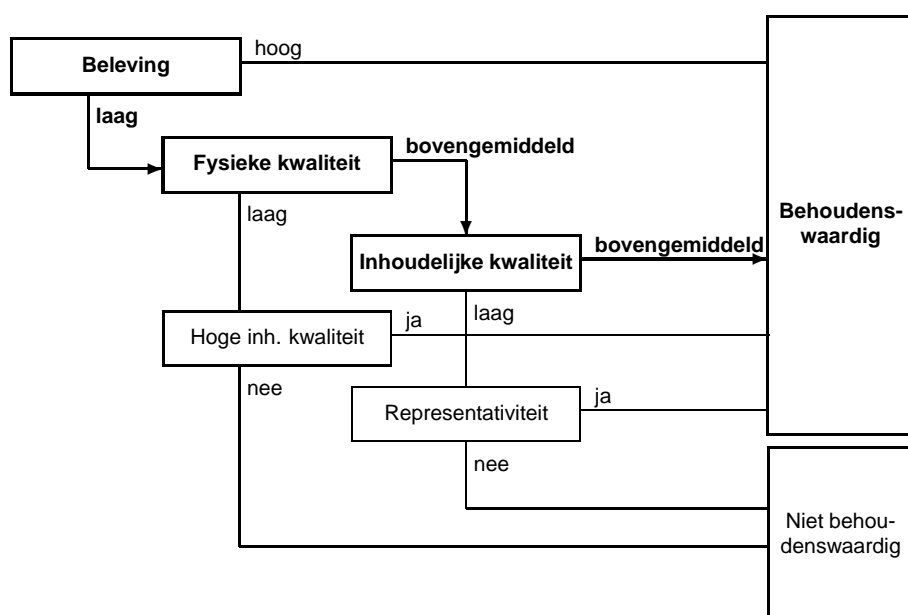 hoog
Beleving
laag
bovengemiddeld
Fysieke kwaliteit
laag
Behoudens-
waardig
bovengemiddeld
Inhoudelijke kwaliteit
laag
ja
Hoge inh. kwaliteit
nee
ja
Representativiteit
nee
Niet behou-
denswaardig